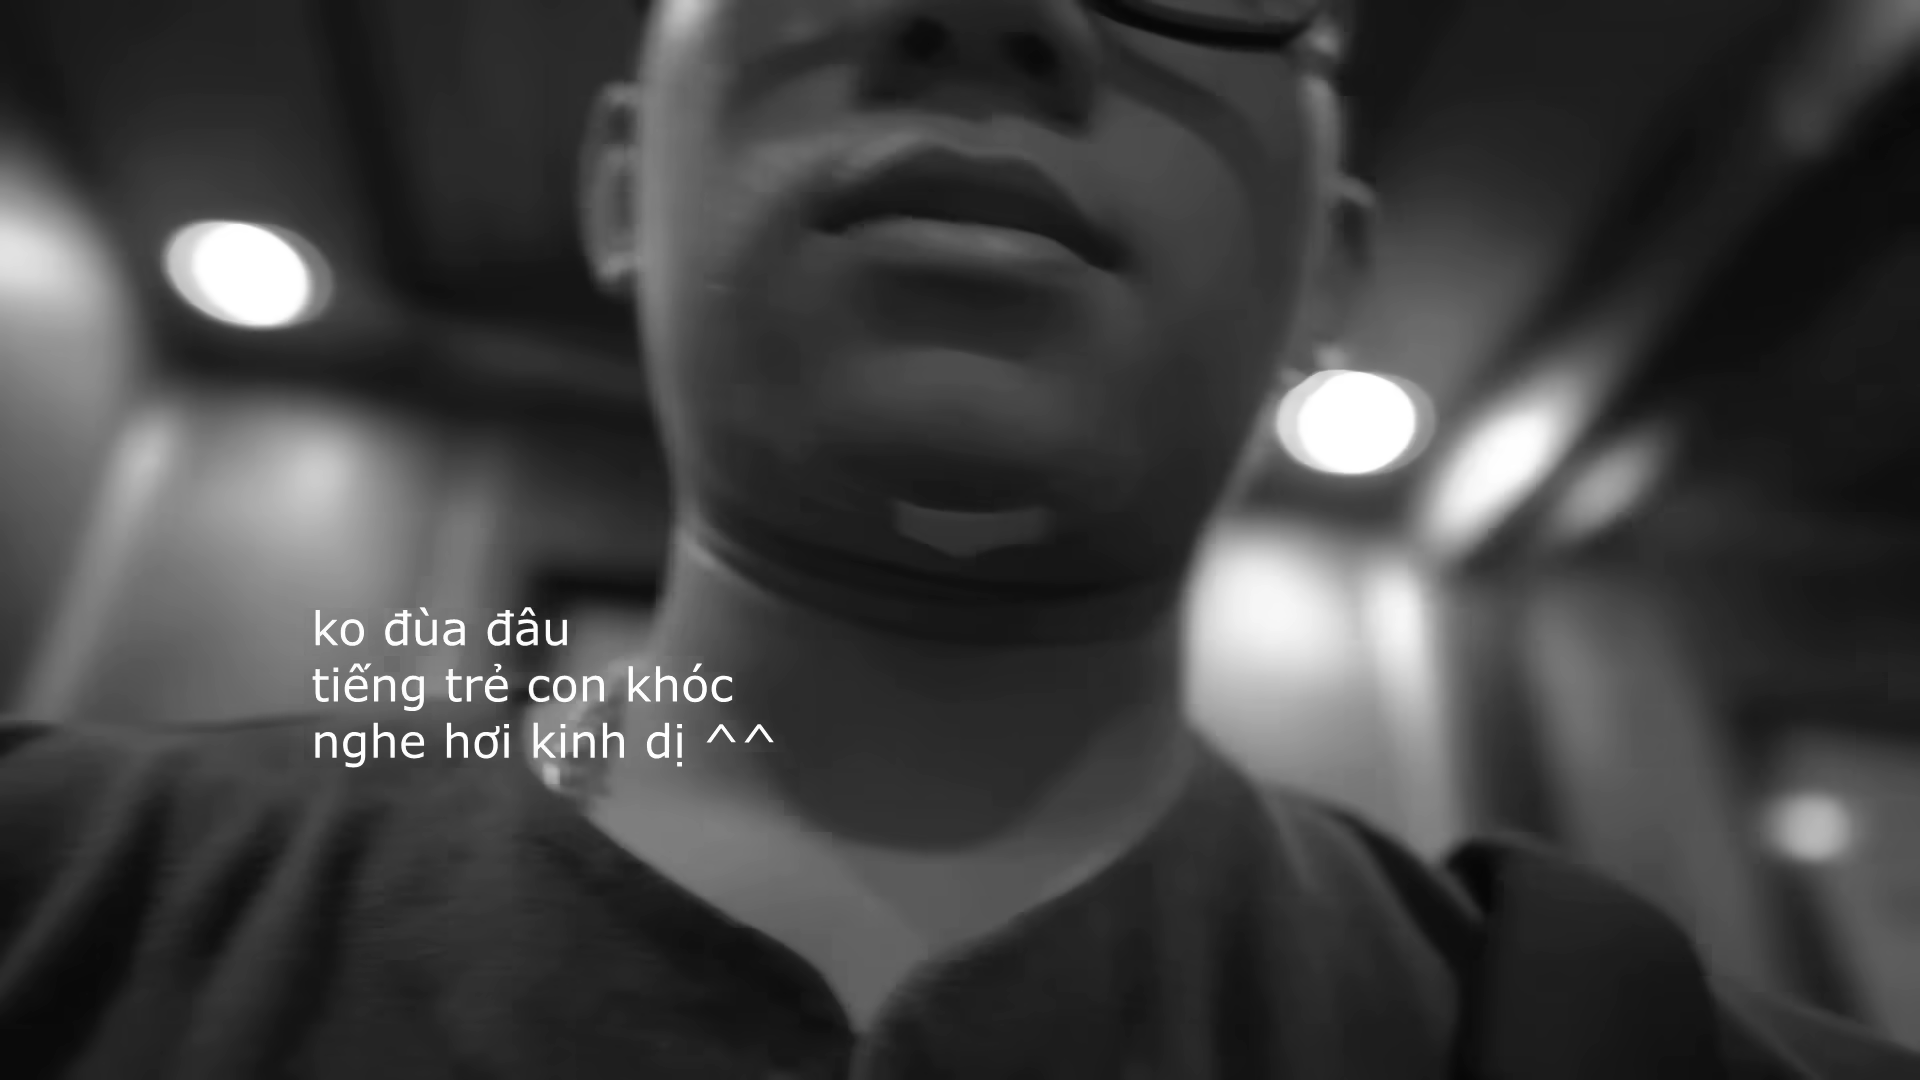 ko đùa đâu
tiếng trẻ con khóc
nghe hơi kinh dị ^^